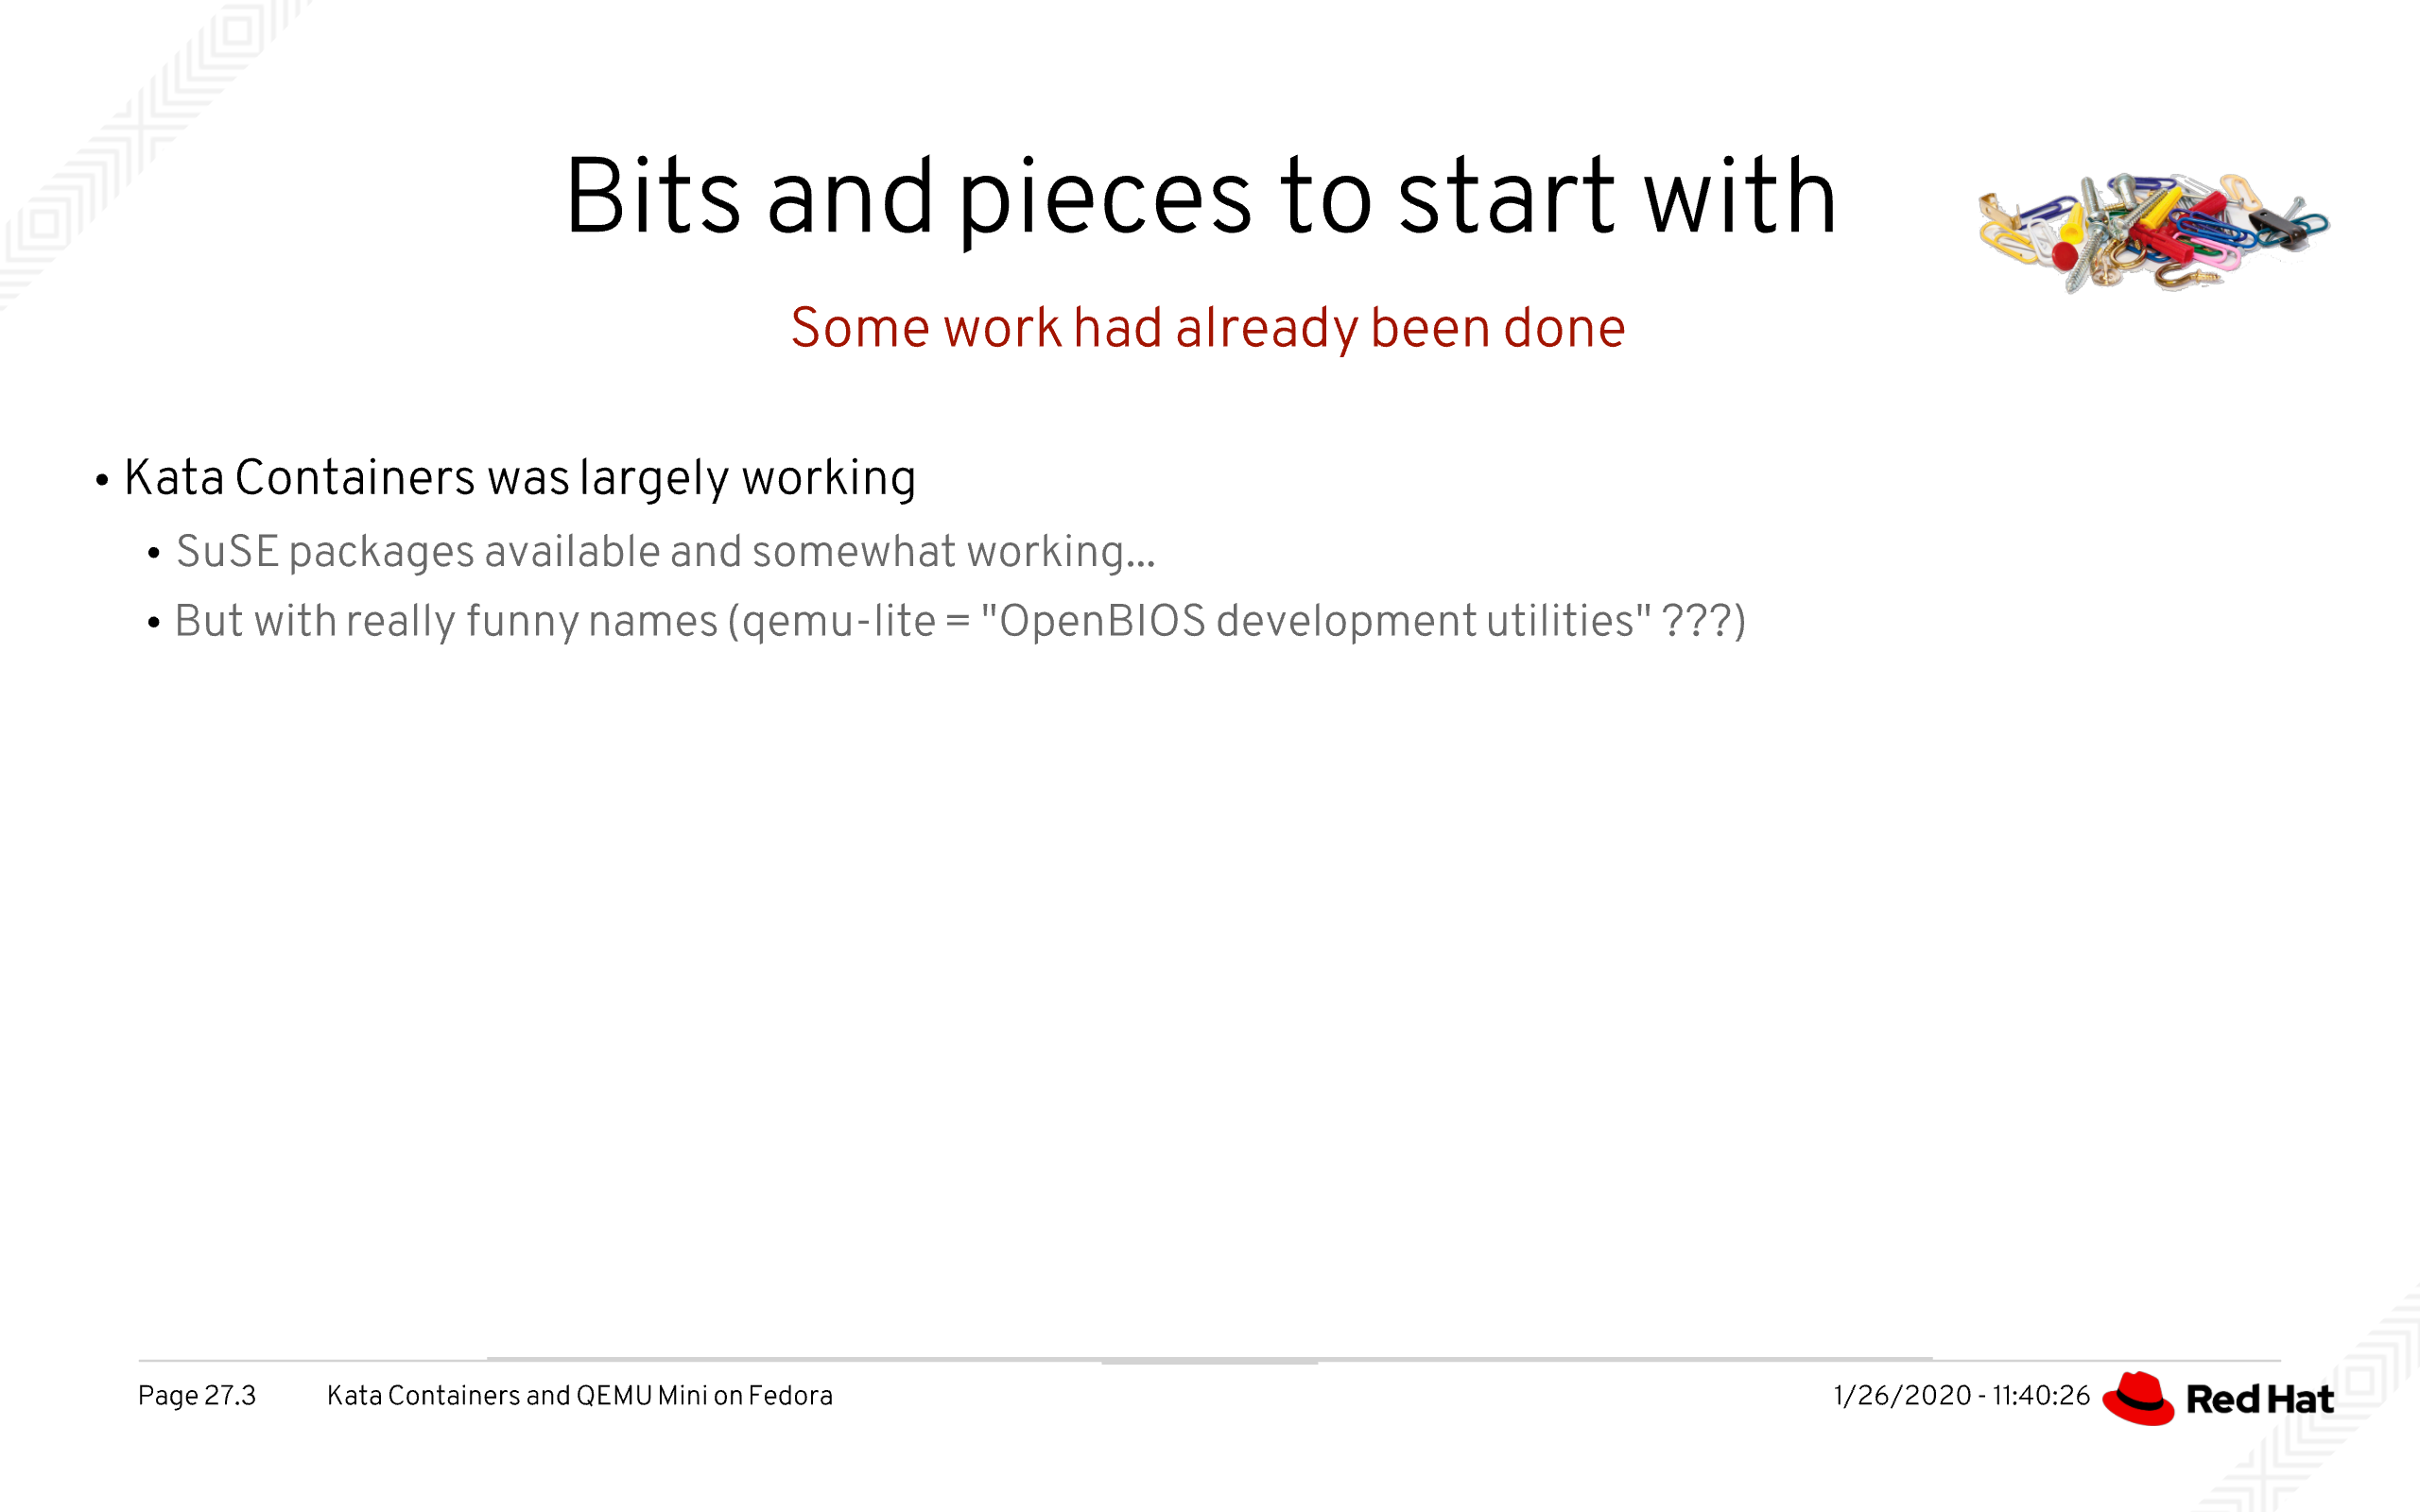 Bits and pieces to start with
Some work had already been done
• Kata Containers was largely working
• SuSE packages available and somewhat working...
• But with really funny names (qemu-lite = "OpenBIOS development utilities" ???)
Page 27.3 Kata Containers and QEMU Mini on Fedora 1/26/2020 - 11:40:26 Red Hat